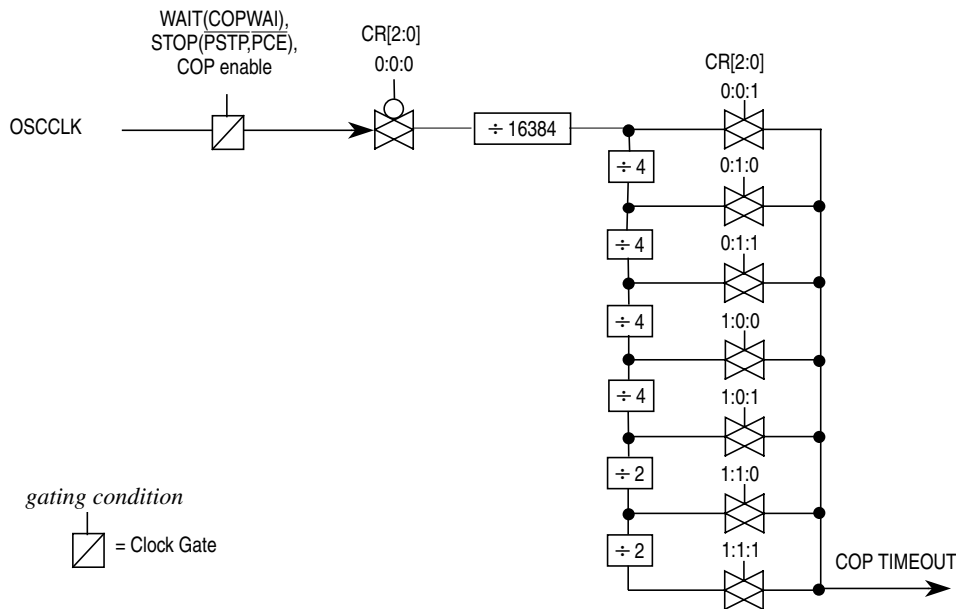 WAIT(COPWAI),
STOP(PSTP,PCE),
COP enable
CR[2:0]
0:0:0
CR[2:0]
0:0:1
OSCCLK
÷ 16384
÷ 4
0:1:0
÷ 4
0:1:1
÷ 4
1:0:0
÷ 4
1:0:1
÷ 2
1:1:0
÷ 2
1:1:1
COP TIMEOUT
gating condition
= Clock Gate